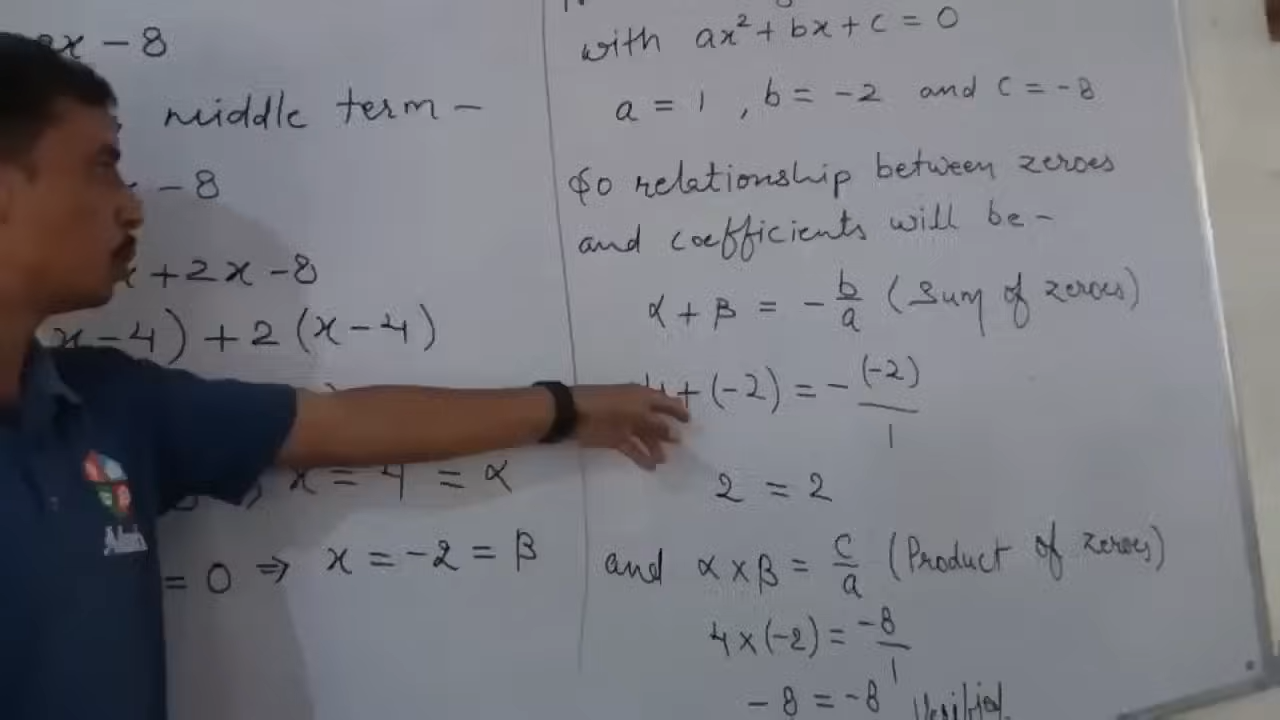 x - 8
middle term -
- 8
+ 2x - 8
x - 4) + 2 (x - 4)
x = 4 = α
= 0 ⇒ x = -2 = β
with ax² + bx + c = 0
a = 1 , b = -2 and c = -8
So relationship between zeroes
and coefficients will be -
α + β = - b/a (Sum of zeroes)
+ (-2) = - (-2)/1
2 = 2
and α × β = c/a (Product of zeroes)
4 × (-2) = -8/1
-8 = -8 Verified